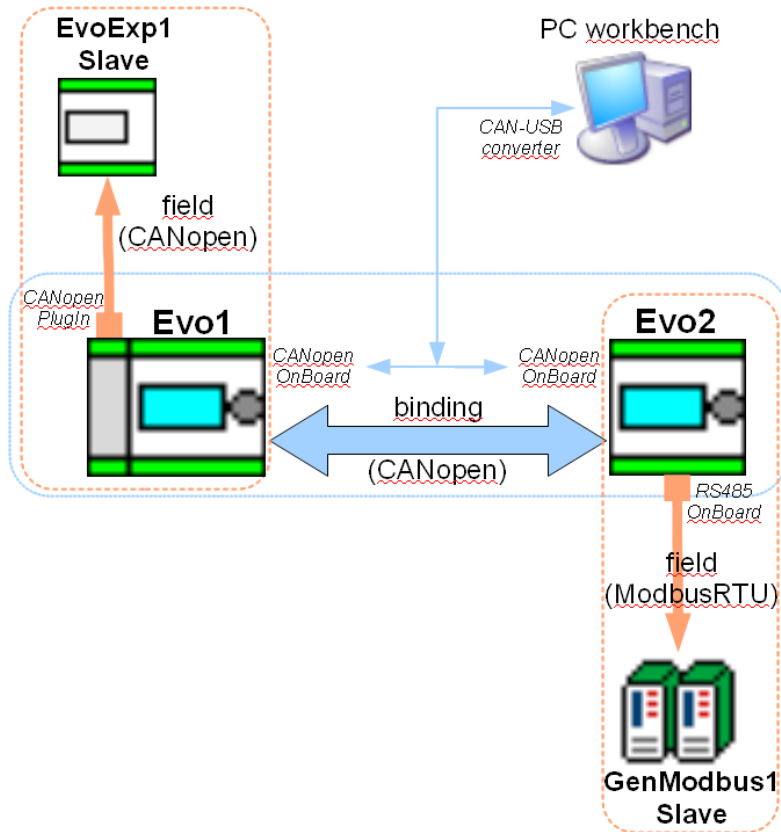 EvoExp1
Slave
PC workbench
CAN-USB
converter
field
(CANopen)
CANopen
PlugIn
Evo1
CANopen
OnBoard
CANopen
OnBoard
Evo2
binding
(CANopen)
RS485
OnBoard
field
(ModbusRTU)
GenModbus1
Slave